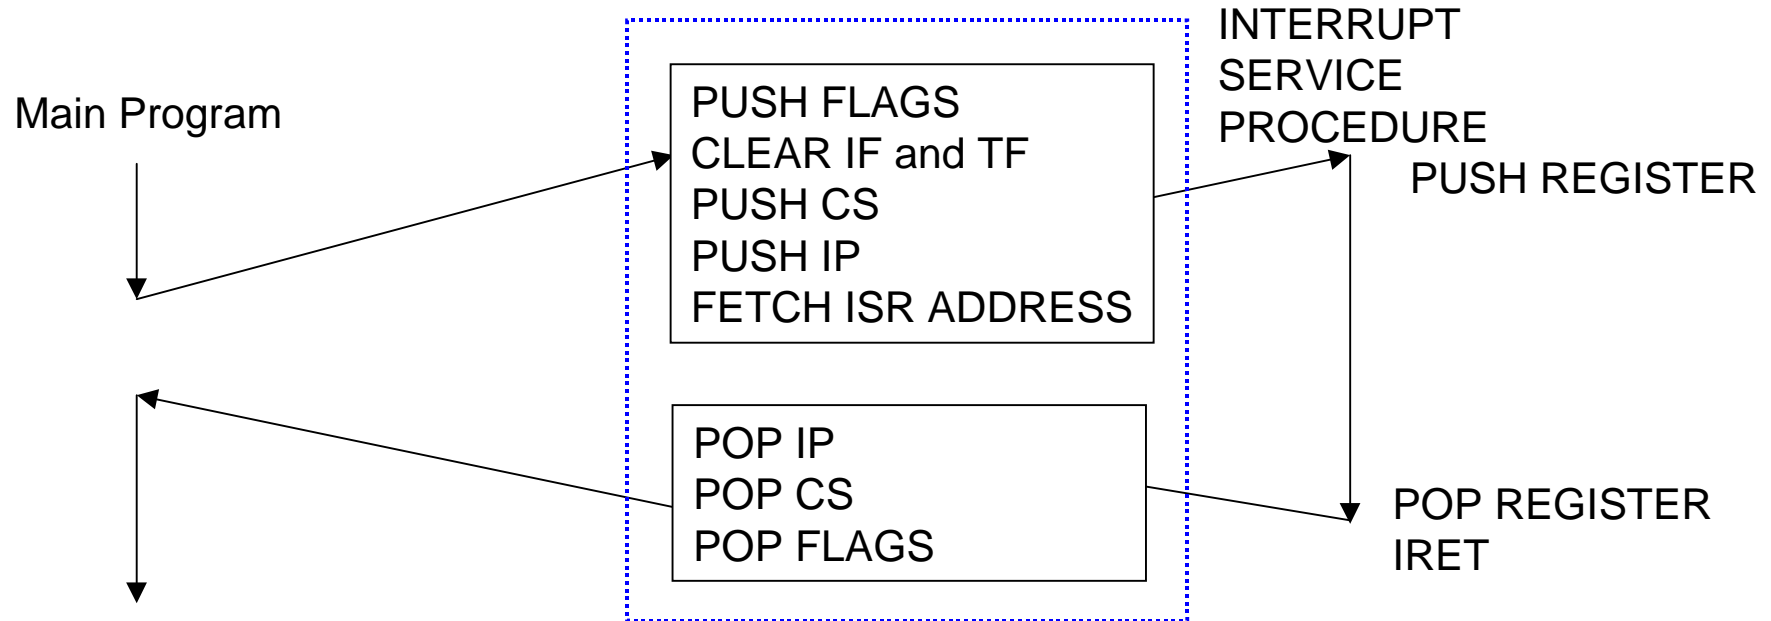 Main Program
PUSH FLAGS
CLEAR IF and TF
PUSH CS
PUSH IP
FETCH ISR ADDRESS
POP IP
POP CS
POP FLAGS
INTERRUPT
SERVICE
PROCEDURE
PUSH REGISTER
POP REGISTER
IRET